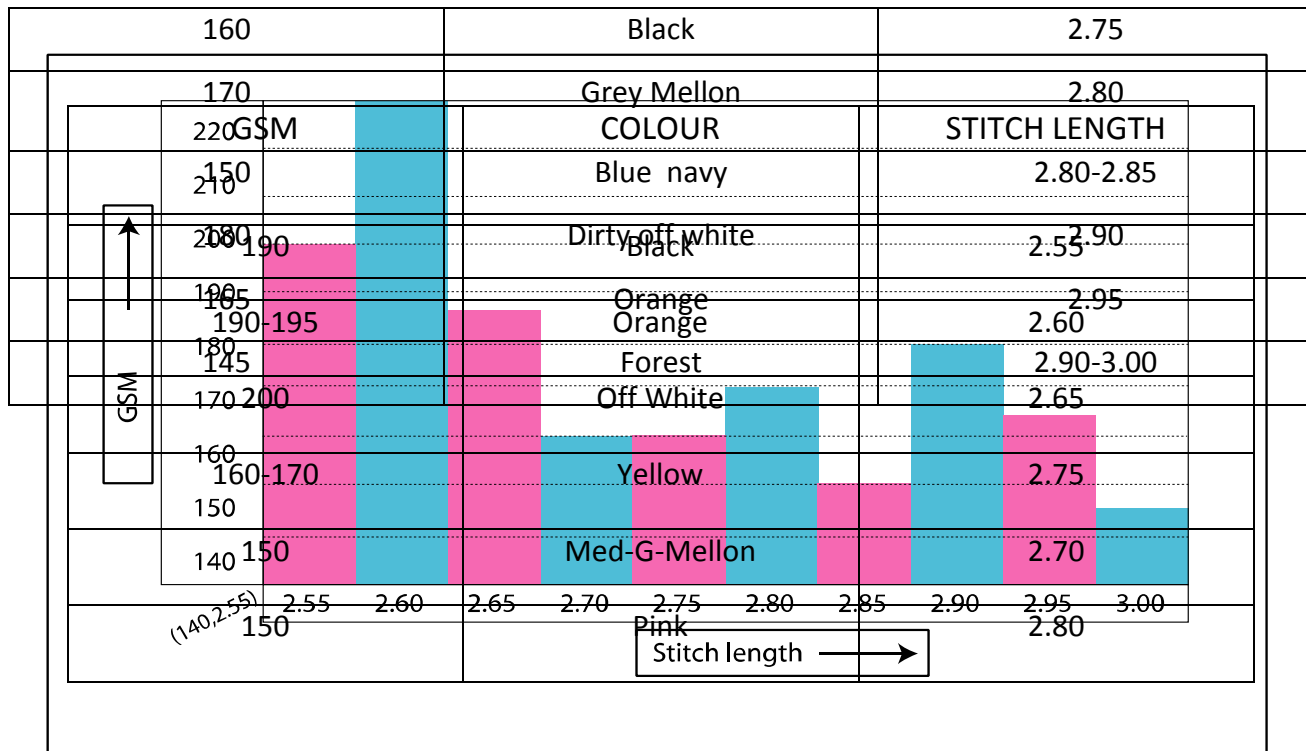 160 Black 2.75
170 Grey Mellon 2.80
150 Blue navy 2.80-2.85
180 Dirty off white 2.90
165 Orange 2.95
145 Forest 2.90-3.00
GSM COLOUR STITCH LENGTH
190 Black 2.55
190-195 Orange 2.60
200 Off White 2.65
160-170 Yellow 2.75
150 Med-G-Mellon 2.70
150 Pink 2.80
220
210
200
190
180
170
160
150
140
GSM
(140,2.55) 2.55 2.60 2.65 2.70 2.75 2.80 2.85 2.90 2.95 3.00
Stitch length